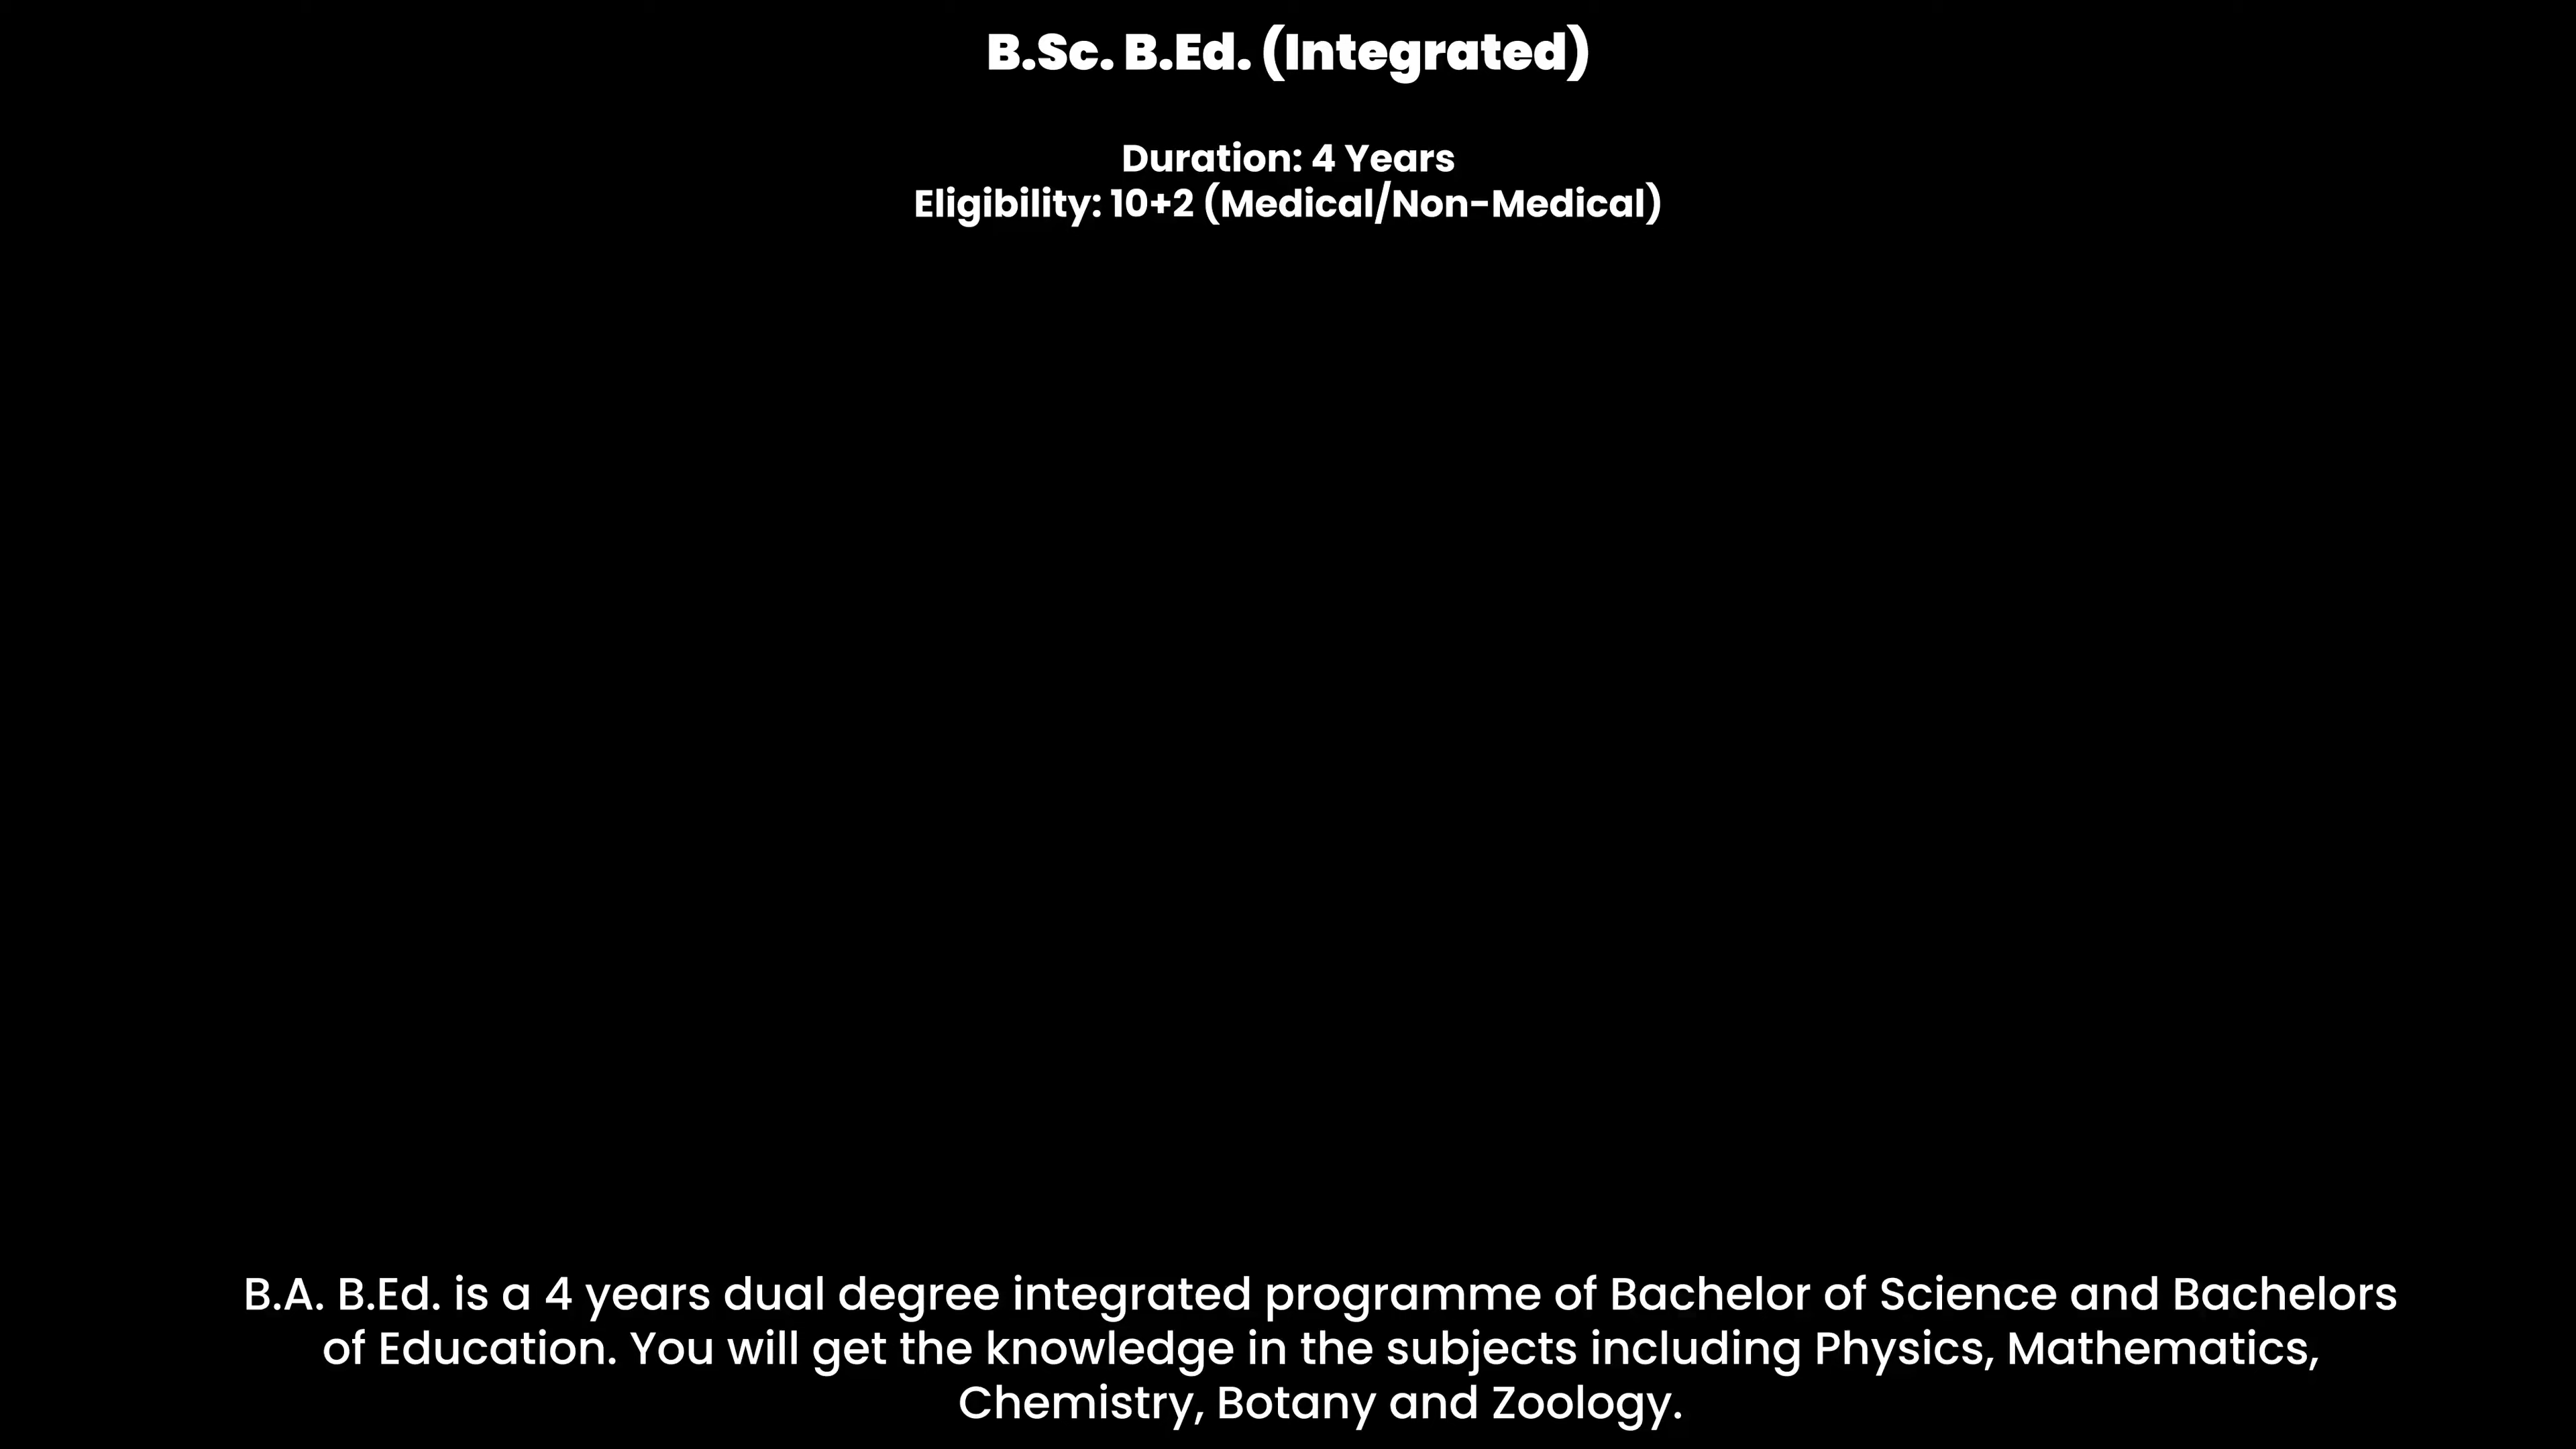 B.Sc. B.Ed. (Integrated)
Duration: 4 Years
Eligibility: 10+2 (Medical/Non-Medical)
B.A. B.Ed. is a 4 years dual degree integrated programme of Bachelor of Science and Bachelors
of Education. You will get the knowledge in the subjects including Physics, Mathematics,
Chemistry, Botany and Zoology.